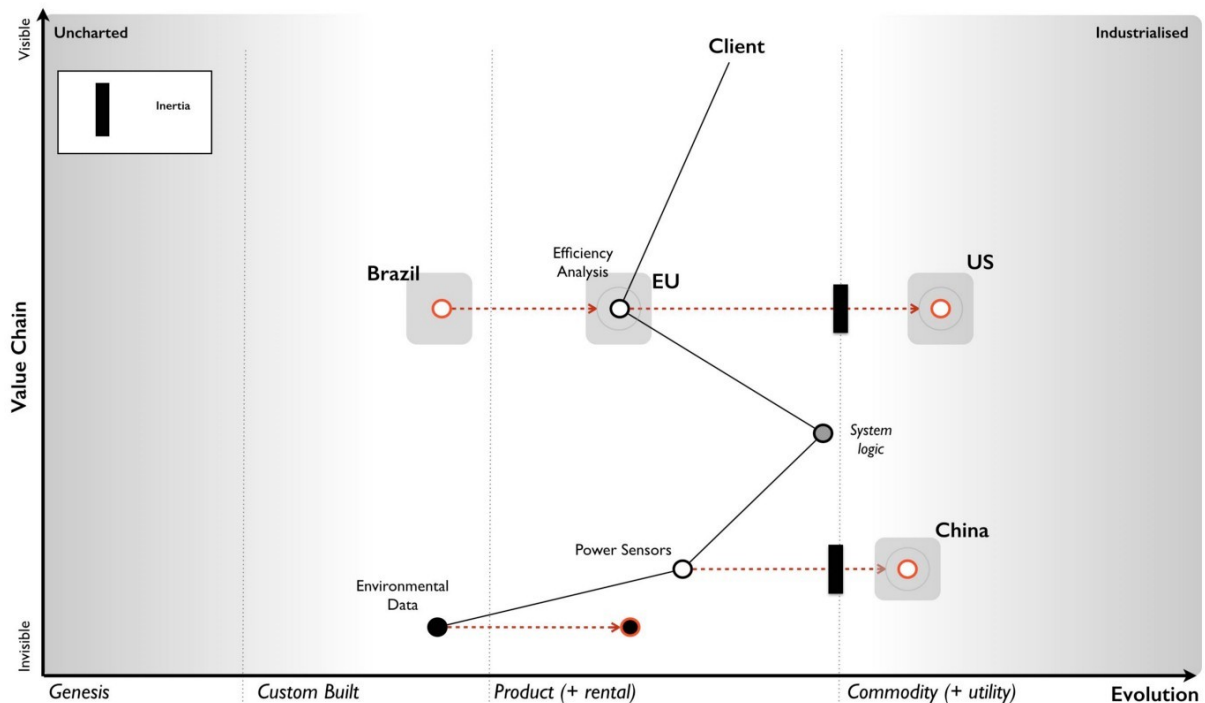 Visible
Uncharted
Client
Industrialised
Inertia
Efficiency
Analysis
Brazil
EU
US
Value Chain
System
logic
China
Power Sensors
Environmental
Data
Invisible
Genesis
Custom Built
Product (+ rental)
Commodity (+ utility)
Evolution